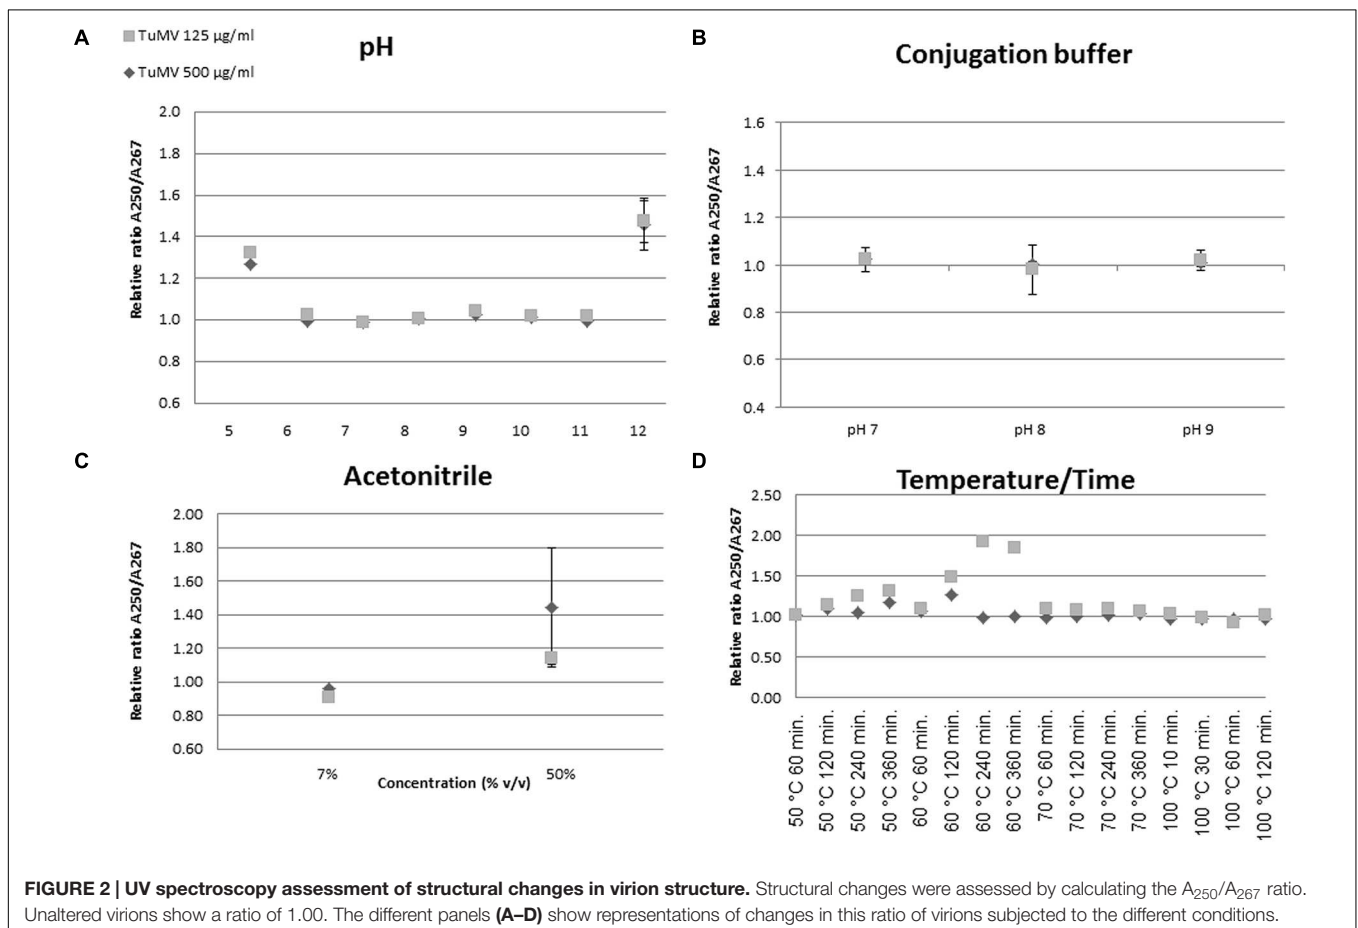 A
TuMV 125 µg/ml
TuMV 500 µg/ml
pH
Relative ratio A250/A267
2.0
1.8
1.6
1.4
1.2
1.0
0.8
0.6
5 6 7 8 9 10 11 12
B
Conjugation buffer
Relative ratio A250/A267
1.6
1.4
1.2
1.0
0.8
0.6
0.4
pH 7 pH 8 pH 9
C
Acetonitrile
Relative ratio A250/A267
2.00
1.80
1.60
1.40
1.20
1.00
0.80
0.60
7% 50%
Concentration (% v/v)
D
Temperature/Time
Relative ratio A250/A267
2.50
2.00
1.50
1.00
0.50
0.00
50 °C 60 min.
50 °C 120 min.
50 °C 240 min.
50 °C 360 min.
60 °C 60 min.
60 °C 120 min.
60 °C 240 min.
60 °C 360 min.
70 °C 60 min.
70 °C 120 min.
70 °C 240 min.
70 °C 360 min.
100 °C 10 min.
100 °C 30 min.
100 °C 60 min.
100 °C 120 min.
FIGURE 2 | UV spectroscopy assessment of structural changes in virion structure. Structural changes were assessed by calculating the A250/A267 ratio.
Unaltered virions show a ratio of 1.00. The different panels (A–D) show representations of changes in this ratio of virions subjected to the different conditions.